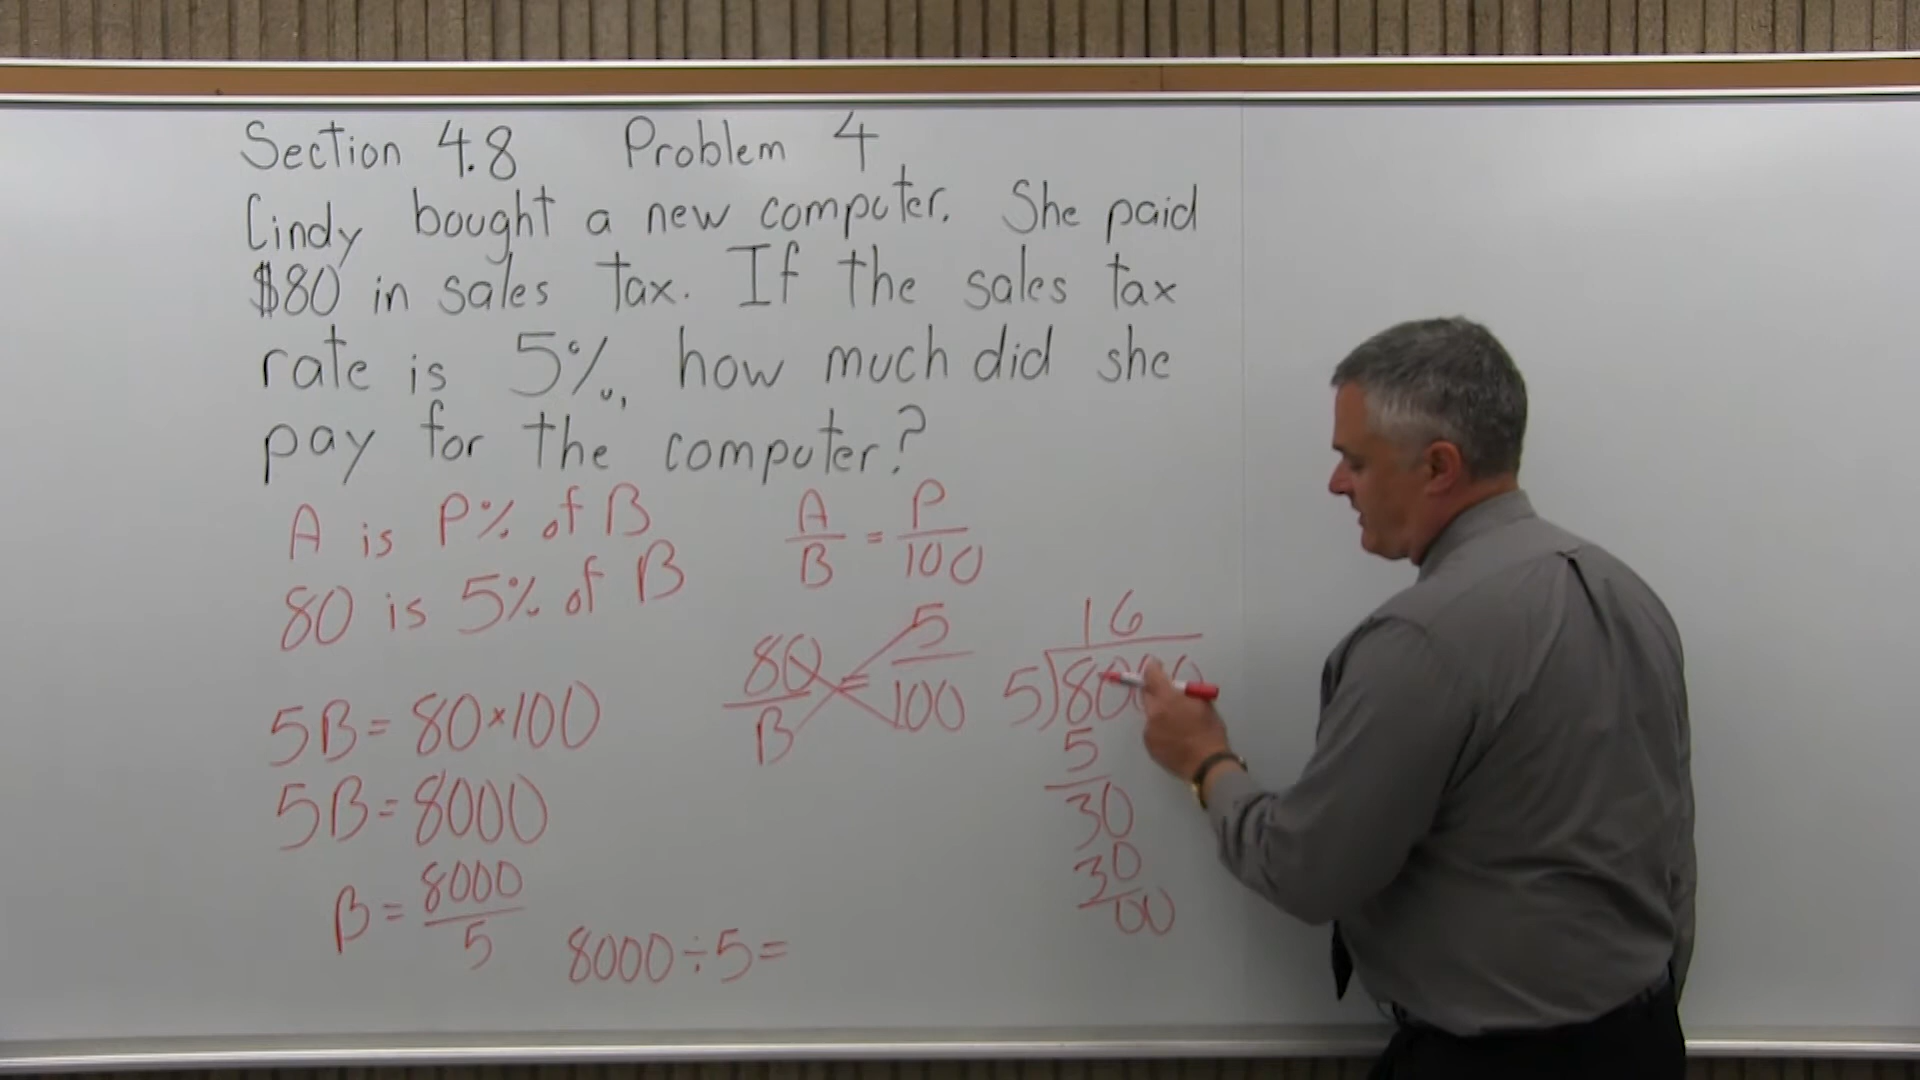 Section 4.8 Problem 4
Cindy bought a new computer. She paid
$80 in sales tax. If the sales tax
rate is 5%, how much did she
pay for the computer?
A is P% of B
80 is 5% of B
A/B = P/100
80/B = 5/100
5B = 80×100
5B = 8000
B = 8000/5
8000÷5=
16
5)8000
5
30
30
00